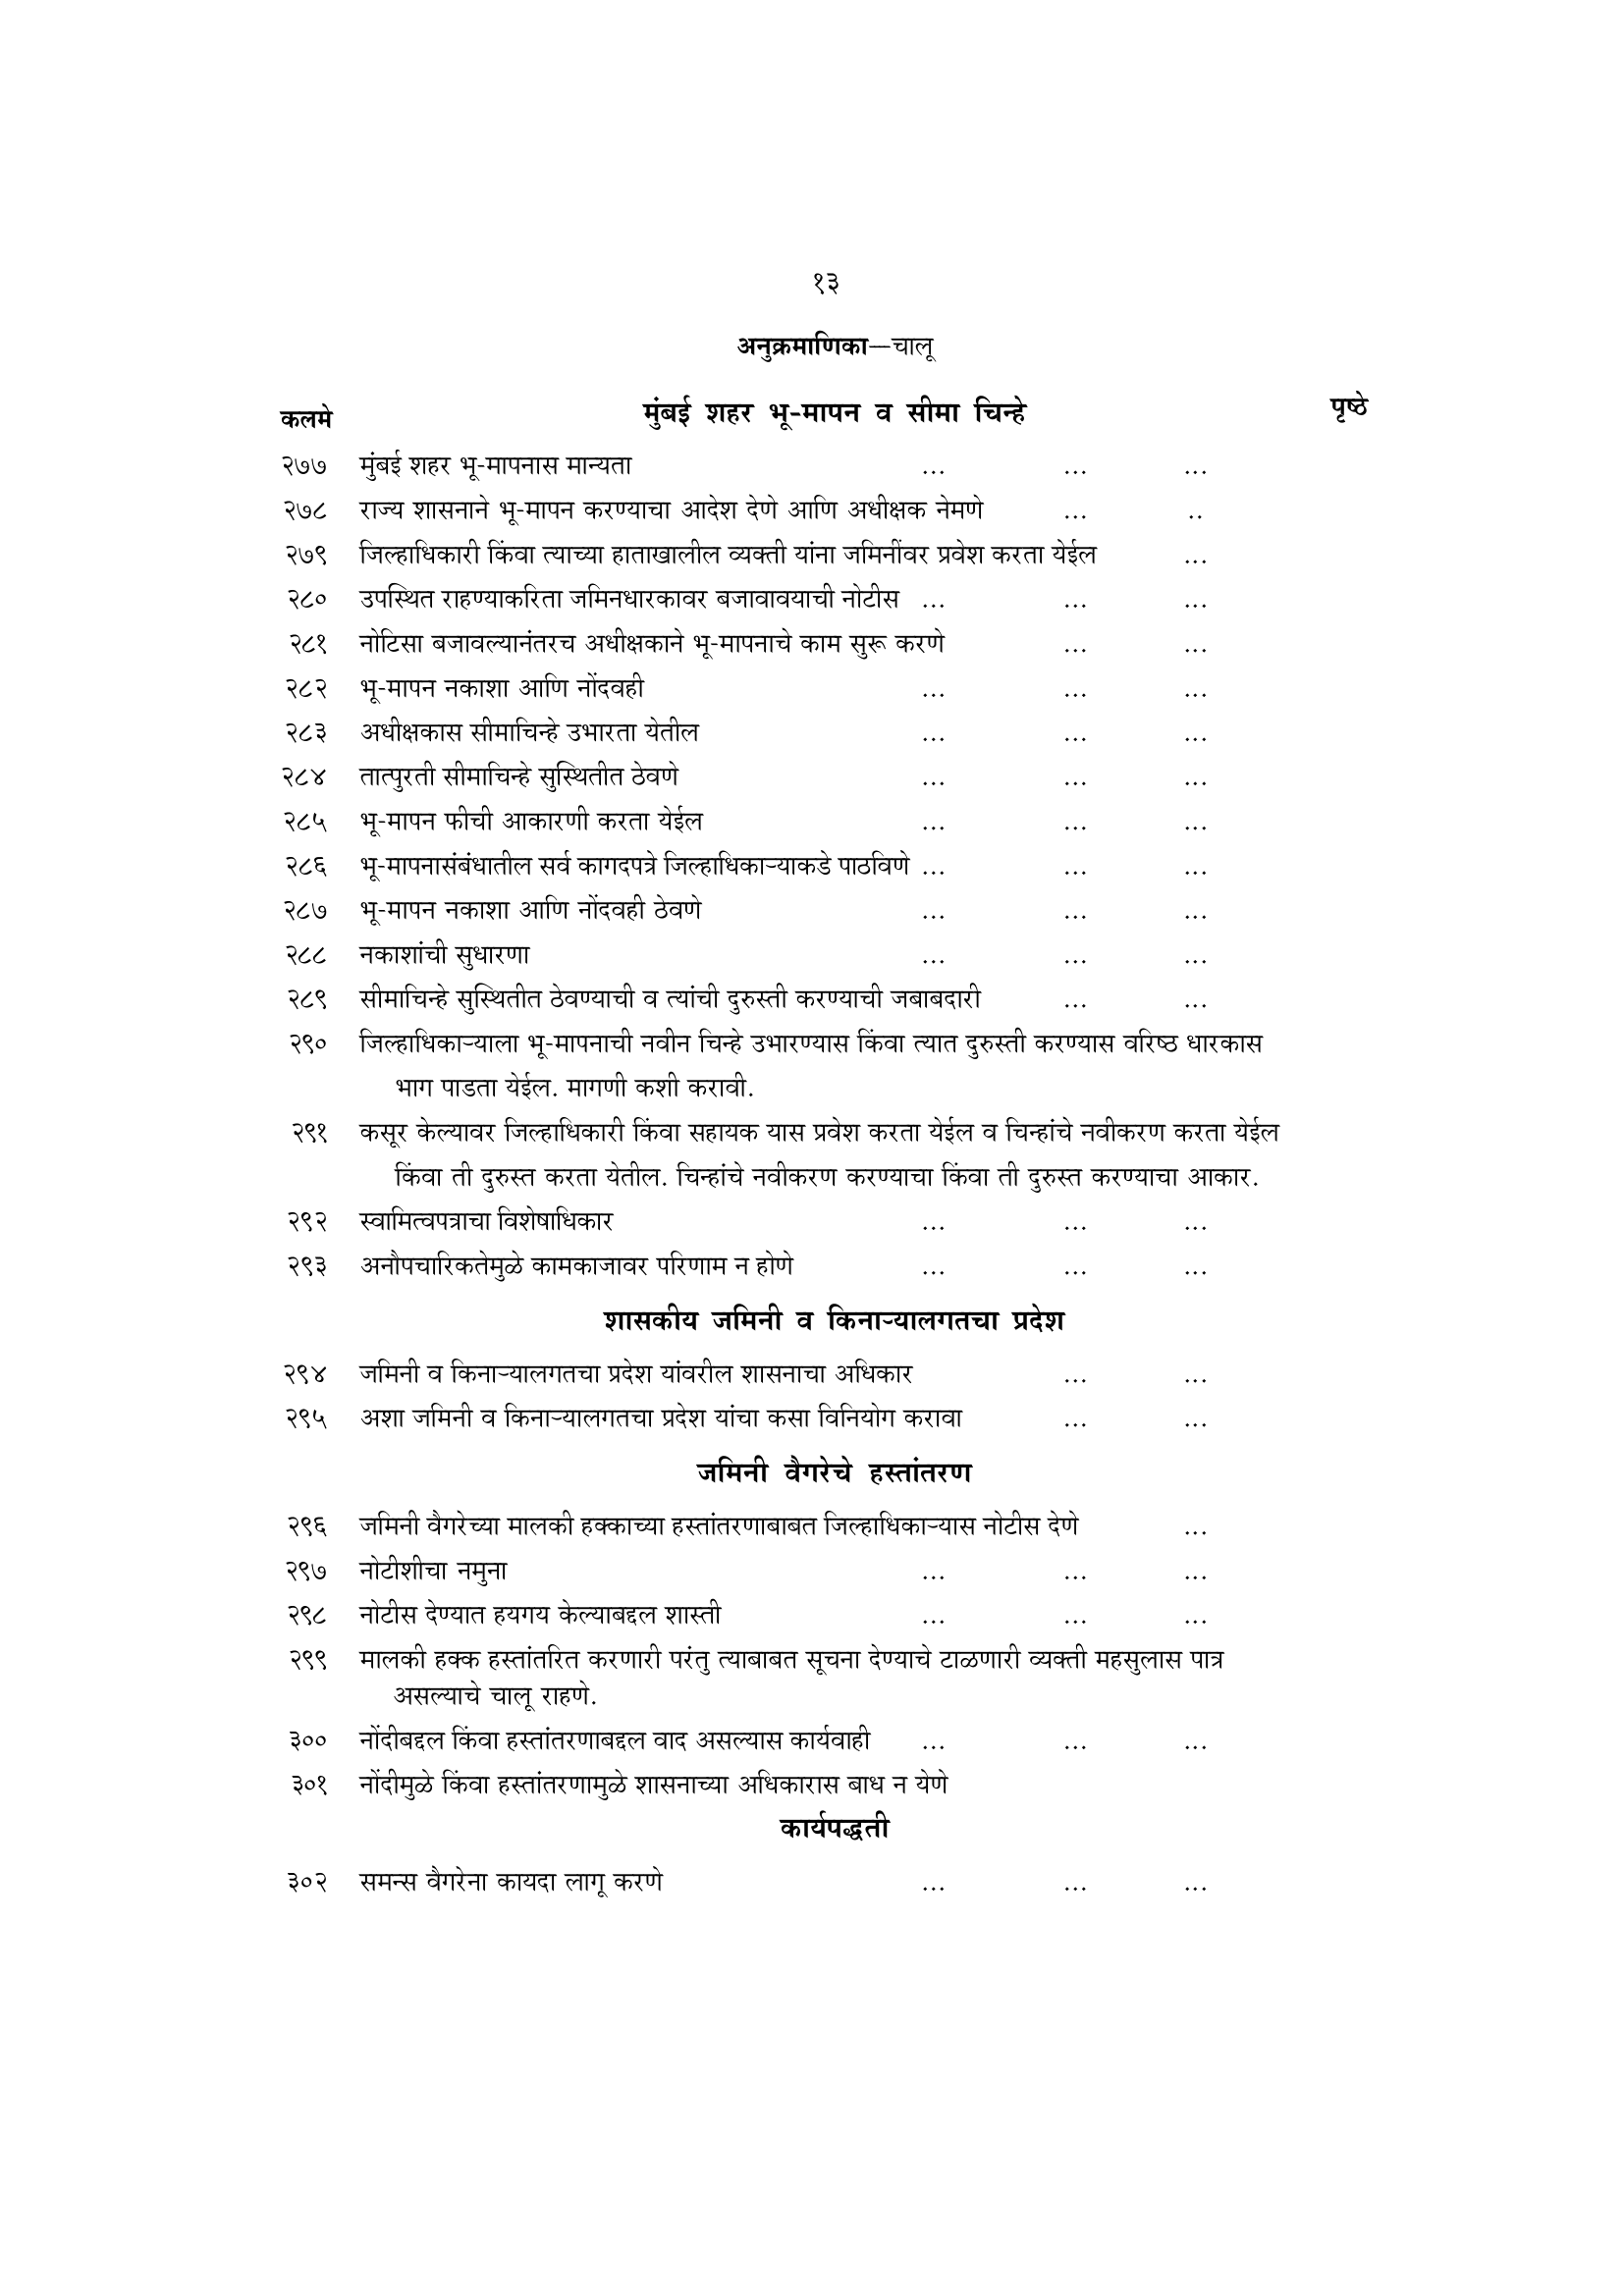 १३
अनुक्रमाणिका—चालू
कलमे मुंबई शहर भू-मापन व सीमा चिन्हे पृष्ठे
२७७ मुंबई शहर भू-मापनास मान्यता ... ... ...
२७८ राज्य शासनाने भू-मापन करण्याचा आदेश देणे आणि अधीक्षक नेमणे ... ..
२७९ जिल्हाधिकारी किंवा त्याच्या हाताखालील व्यक्ती यांना जमिनींवर प्रवेश करता येईल ...
२८० उपस्थित राहण्याकरिता जमिनधारकावर बजावावयाची नोटीस ... ... ...
२८१ नोटिसा बजावल्यानंतरच अधीक्षकाने भू-मापनाचे काम सुरू करणे ... ...
२८२ भू-मापन नकाशा आणि नोंदवही ... ... ...
२८३ अधीक्षकास सीमाचिन्हे उभारता येतील ... ... ...
२८४ तात्पुरती सीमाचिन्हे सुस्थितीत ठेवणे ... ... ...
२८५ भू-मापन फीची आकारणी करता येईल ... ... ...
२८६ भू-मापनासंबंधातील सर्व कागदपत्रे जिल्हाधिकाऱ्याकडे पाठविणे ... ... ...
२८७ भू-मापन नकाशा आणि नोंदवही ठेवणे ... ... ...
२८८ नकाशांची सुधारणा ... ... ...
२८९ सीमाचिन्हे सुस्थितीत ठेवण्याची व त्यांची दुरुस्ती करण्याची जबाबदारी ... ...
२९० जिल्हाधिकाऱ्याला भू-मापनाची नवीन चिन्हे उभारण्यास किंवा त्यात दुरुस्ती करण्यास वरिष्ठ धारकास
भाग पाडता येईल. मागणी कशी करावी.
२९१ कसूर केल्यावर जिल्हाधिकारी किंवा सहायक यास प्रवेश करता येईल व चिन्हांचे नवीकरण करता येईल
किंवा ती दुरुस्त करता येतील. चिन्हांचे नवीकरण करण्याचा किंवा ती दुरुस्त करण्याचा आकार.
२९२ स्वामित्वपत्राचा विशेषाधिकार ... ... ...
२९३ अनौपचारिकतेमुळे कामकाजावर परिणाम न होणे ... ... ...
शासकीय जमिनी व किनाऱ्यालगतचा प्रदेश
२९४ जमिनी व किनाऱ्यालगतचा प्रदेश यांवरील शासनाचा अधिकार ... ...
२९५ अशा जमिनी व किनाऱ्यालगतचा प्रदेश यांचा कसा विनियोग करावा ... ...
जमिनी वैगरेचे हस्तांतरण
२९६ जमिनी वैगरेच्या मालकी हक्काच्या हस्तांतरणाबाबत जिल्हाधिकाऱ्यास नोटीस देणे ...
२९७ नोटीशीचा नमुना ... ... ...
२९८ नोटीस देण्यात हयगय केल्याबद्दल शास्ती ... ... ...
२९९ मालकी हक्क हस्तांतरित करणारी परंतु त्याबाबत सूचना देण्याचे टाळणारी व्यक्ती महसुलास पात्र
असल्याचे चालू राहणे.
३०० नोंदीबद्दल किंवा हस्तांतरणाबद्दल वाद असल्यास कार्यवाही ... ... ...
३०१ नोंदीमुळे किंवा हस्तांतरणामुळे शासनाच्या अधिकारास बाध न येणे
कार्यपद्धती
३०२ समन्स वैगरेना कायदा लागू करणे ... ... ...